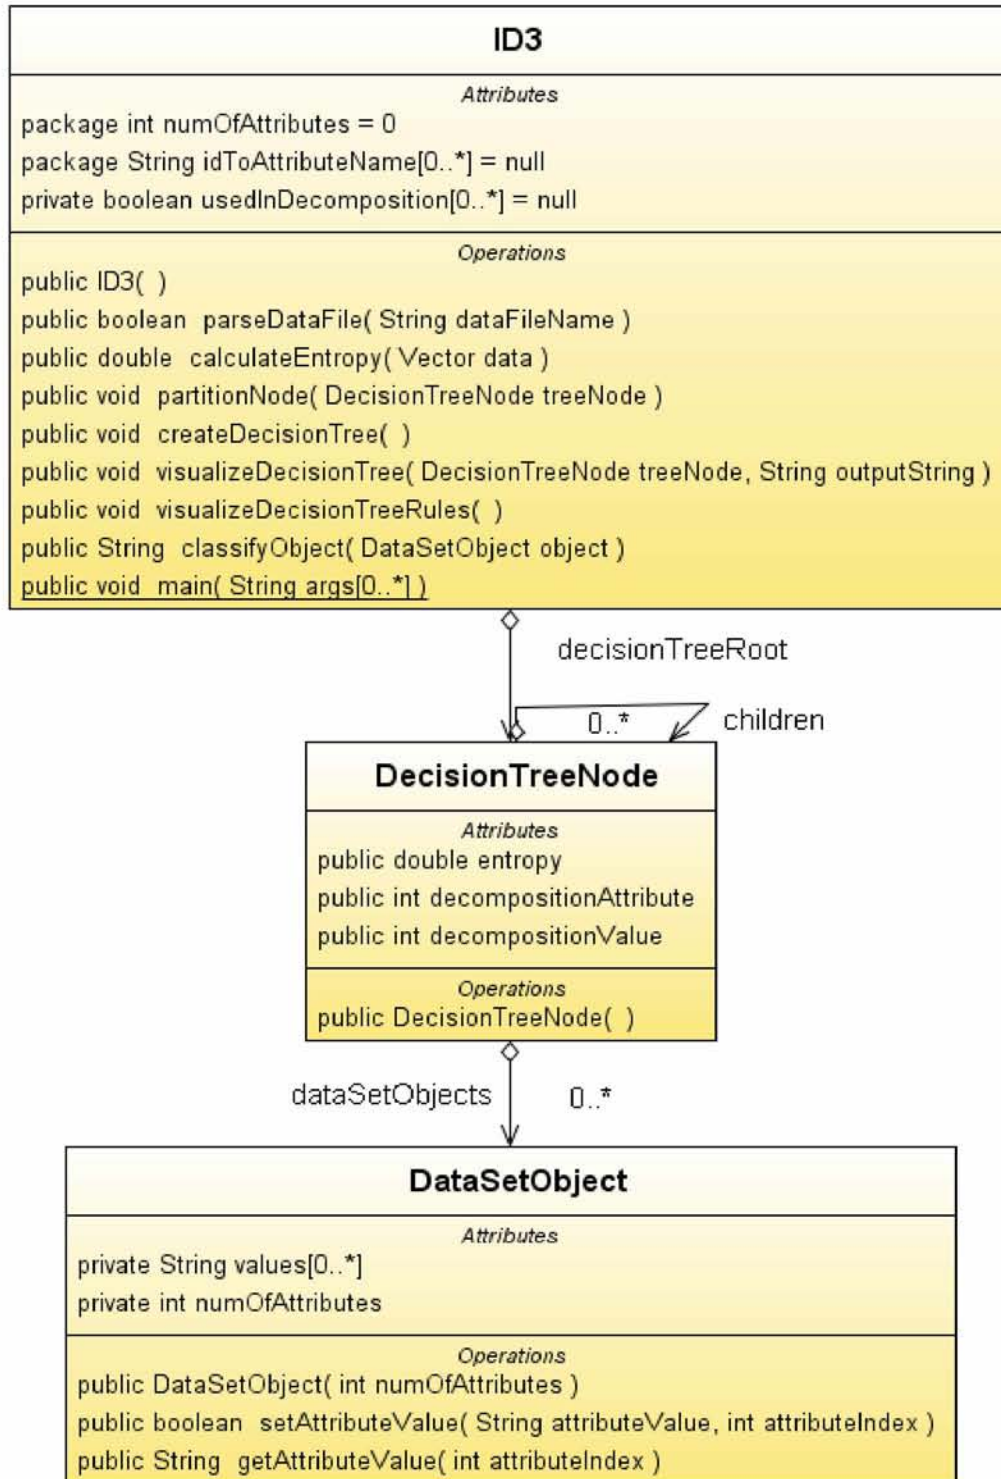 ID3
Attributes
package int numOfAttributes = 0
package String idToAttributeName[0..*] = null
private boolean usedInDecomposition[0..*] = null
Operations
public ID3( )
public boolean parseDataFile( String dataFileName )
public double calculateEntropy( Vector data )
public void partitionNode( DecisionTreeNode treeNode )
public void createDecisionTree( )
public void visualizeDecisionTree( DecisionTreeNode treeNode, String outputString )
public void visualizeDecisionTreeRules( )
public String classifyObject( DataSetObject object )
public void main( String args[0..*] )
decisionTreeRoot
0..* children
DecisionTreeNode
Attributes
public double entropy
public int decompositionAttribute
public int decompositionValue
Operations
public DecisionTreeNode( )
dataSetObjects 0..*
DataSetObject
Attributes
private String values[0..*]
private int numOfAttributes
Operations
public DataSetObject( int numOfAttributes )
public boolean setAttributeValue( String attributeValue, int attributeIndex )
public String getAttributeValue( int attributeIndex )